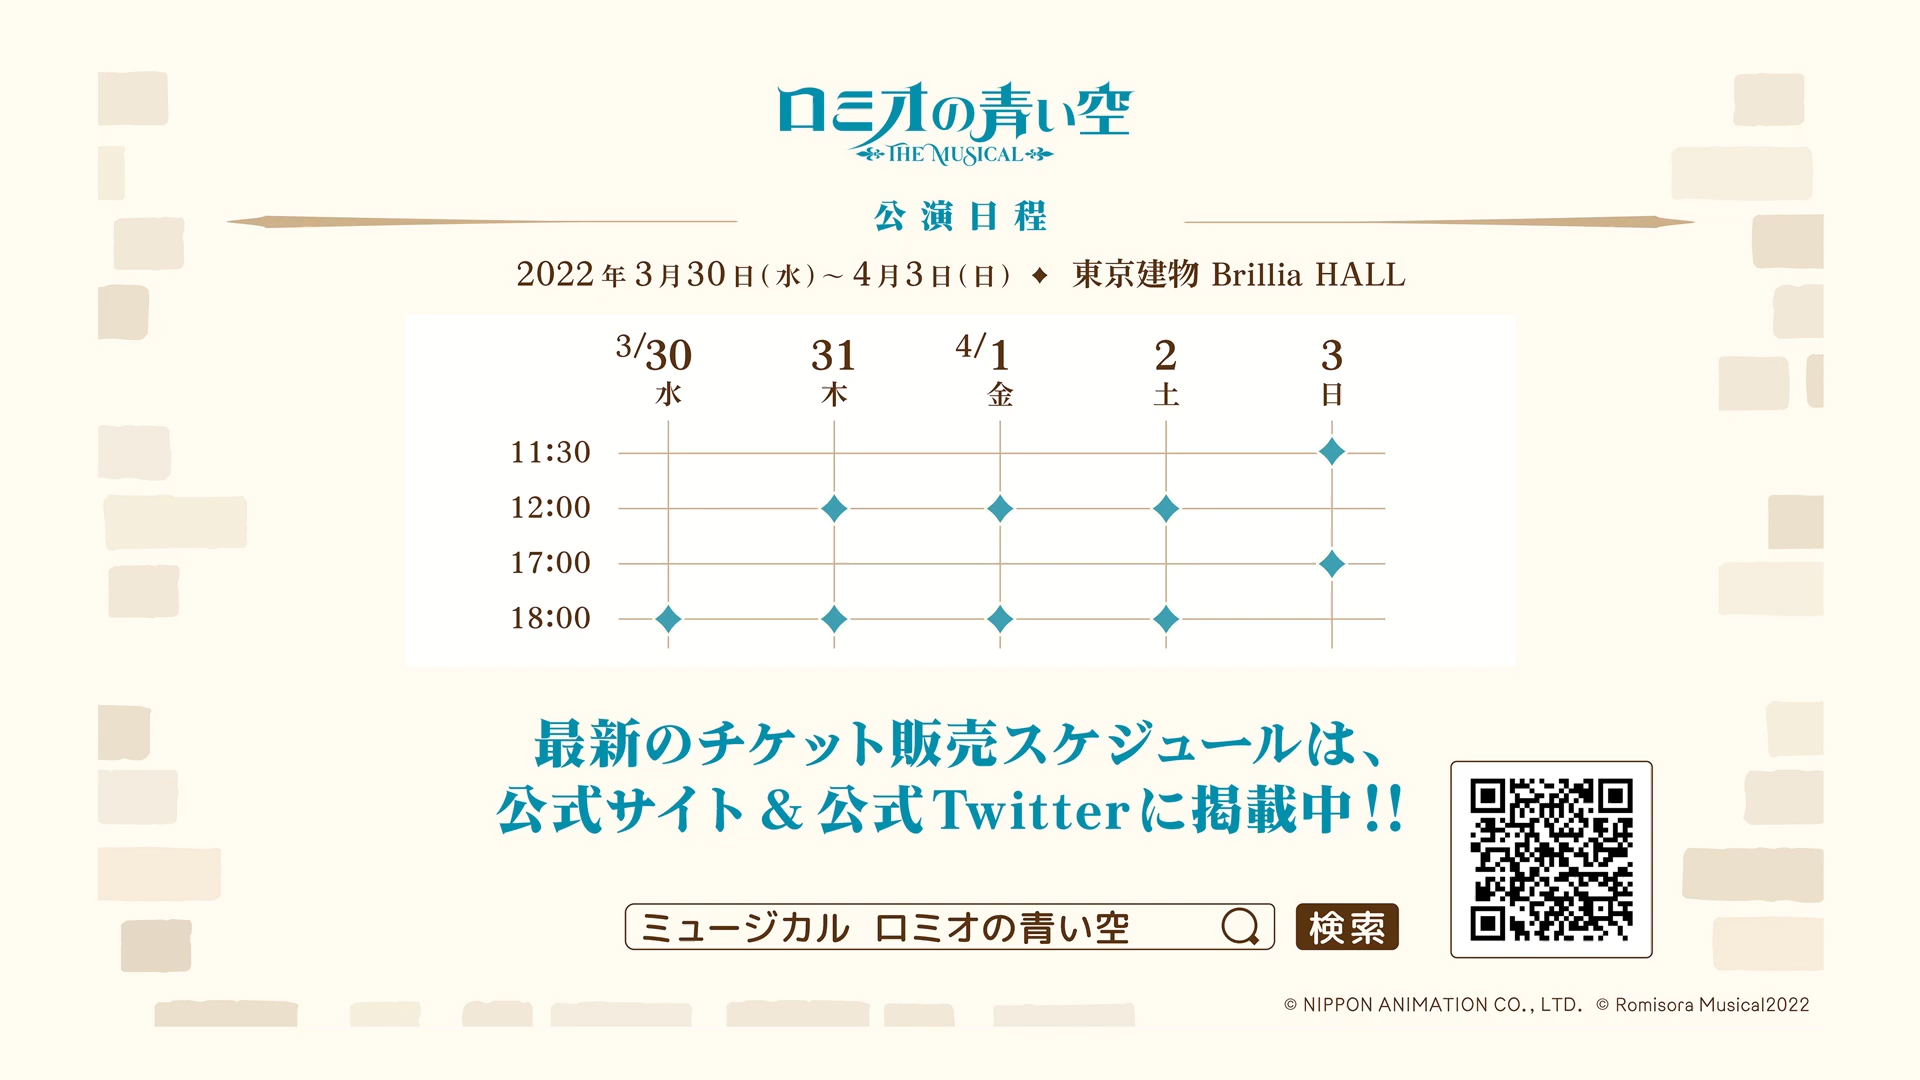 ロミオの青い空
THE MUSICAL
公演日程
2022年3月30日(水)～4月3日(日) ◆ 東京建物 Brillia HALL
3/30 31 4/1 2 3
水 木 金 土 日
11:30
12:00
17:00
18:00
最新のチケット販売スケジュールは、
公式サイト & 公式Twitterに掲載中!!
ミュージカル ロミオの青い空 検索
© NIPPON ANIMATION CO., LTD. © Romisora Musical2022